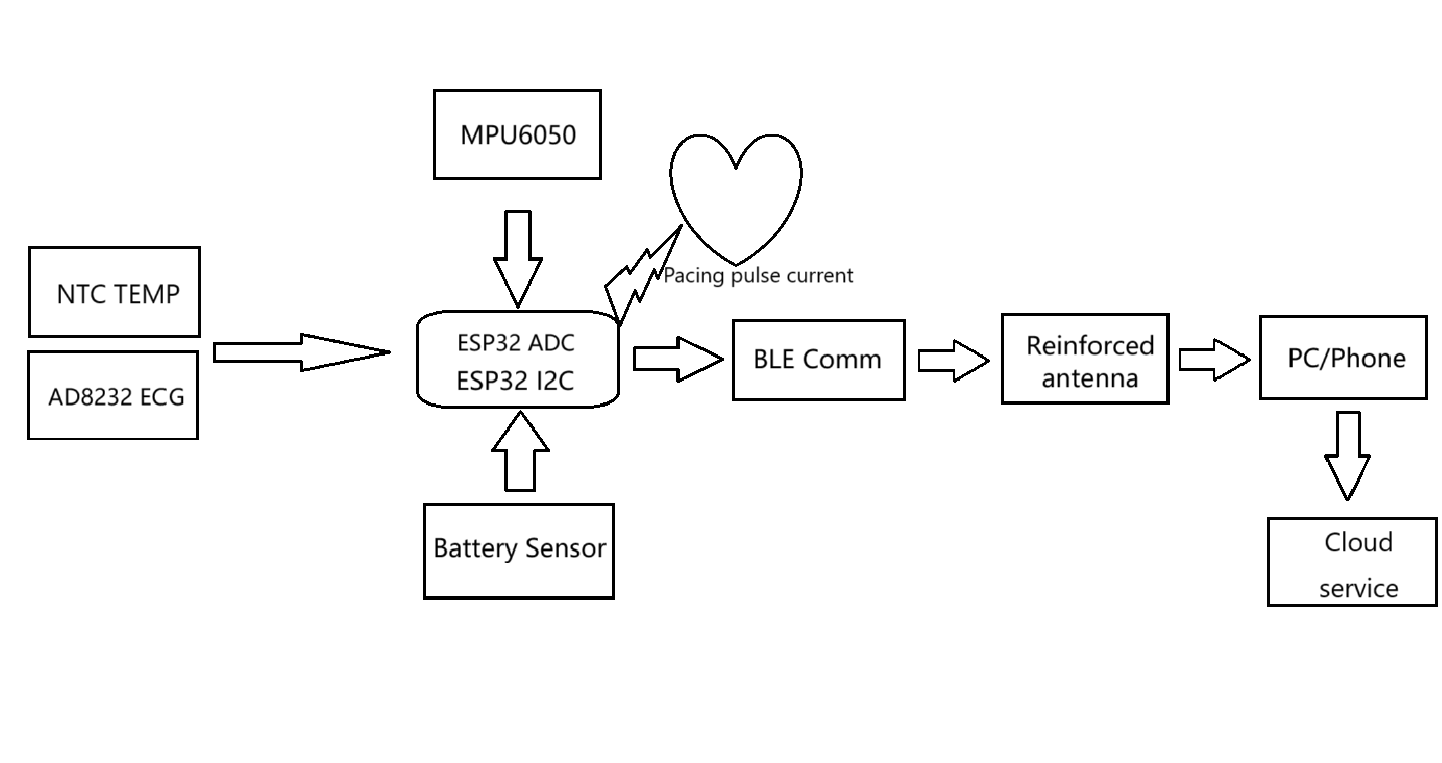 MPU6050
Pacing pulse current
NTC TEMP
AD8232 ECG
ESP32 ADC
ESP32 I2C
BLE Comm
Reinforced
antenna
PC/Phone
Battery Sensor
Cloud
service